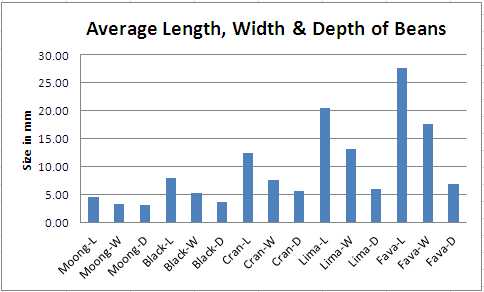 Average Length, Width & Depth of Beans
Size in mm
30.00
25.00
20.00
15.00
10.00
5.00
0.00
Moong-L
Moong-W
Moong-D
Black-L
Black-W
Black-D
Cran-L
Cran-W
Cran-D
Lima-L
Lima-W
Lima-D
Fava-L
Fava-W
Fava-D